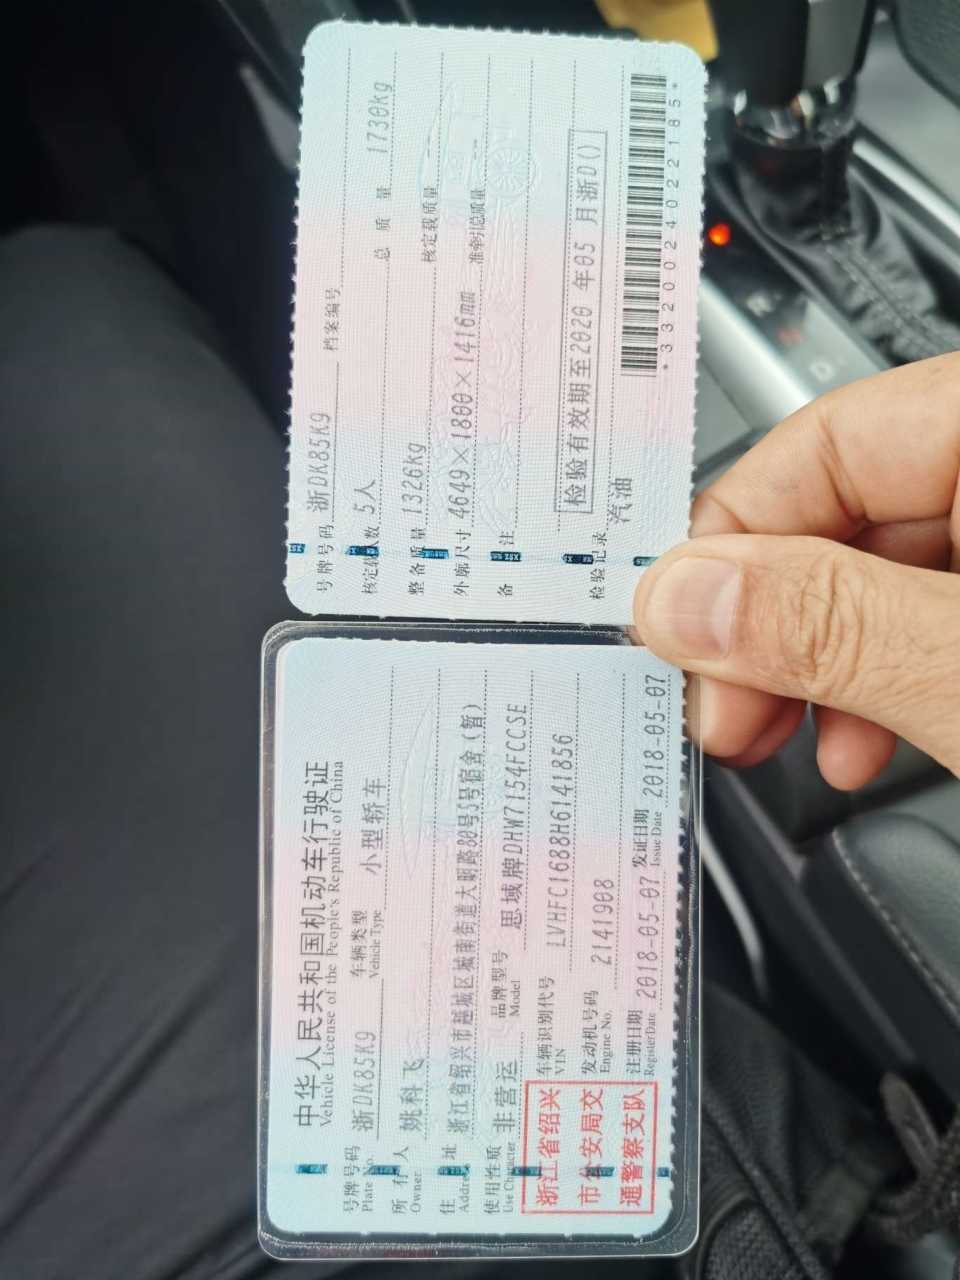 中华人民共和国机动车行驶证
Vehicle License of the People's Republic of China
号牌号码 Plate No. 浙DK85K9 车辆类型 Vehicle Type 小型轿车
所有人 Owner 姚科飞
住址 Address 浙江省绍兴市越城区城南街道大明路80号5号宿舍(暂)
使用性质 Use Character 非营运 品牌型号 Model 思域牌DHW7154FCCSE
车辆识别代号 VIN LVHFC1688H6141856
发动机号码 Engine No. 2141908
注册日期 Register Date 2018-05-07 发证日期 Issue Date 2018-05-07
浙江省绍兴
市公安局交
通警察支队
号牌号码 浙DK85K9 档案编号
核定载人数 5人 总质量 1730kg
整备质量 1326kg 核定载质量
外廓尺寸 4649×1800×1416mm 准牵引总质量
备注
检验有效期至2020年05月浙D()
检验记录
汽油
*3320024022185*